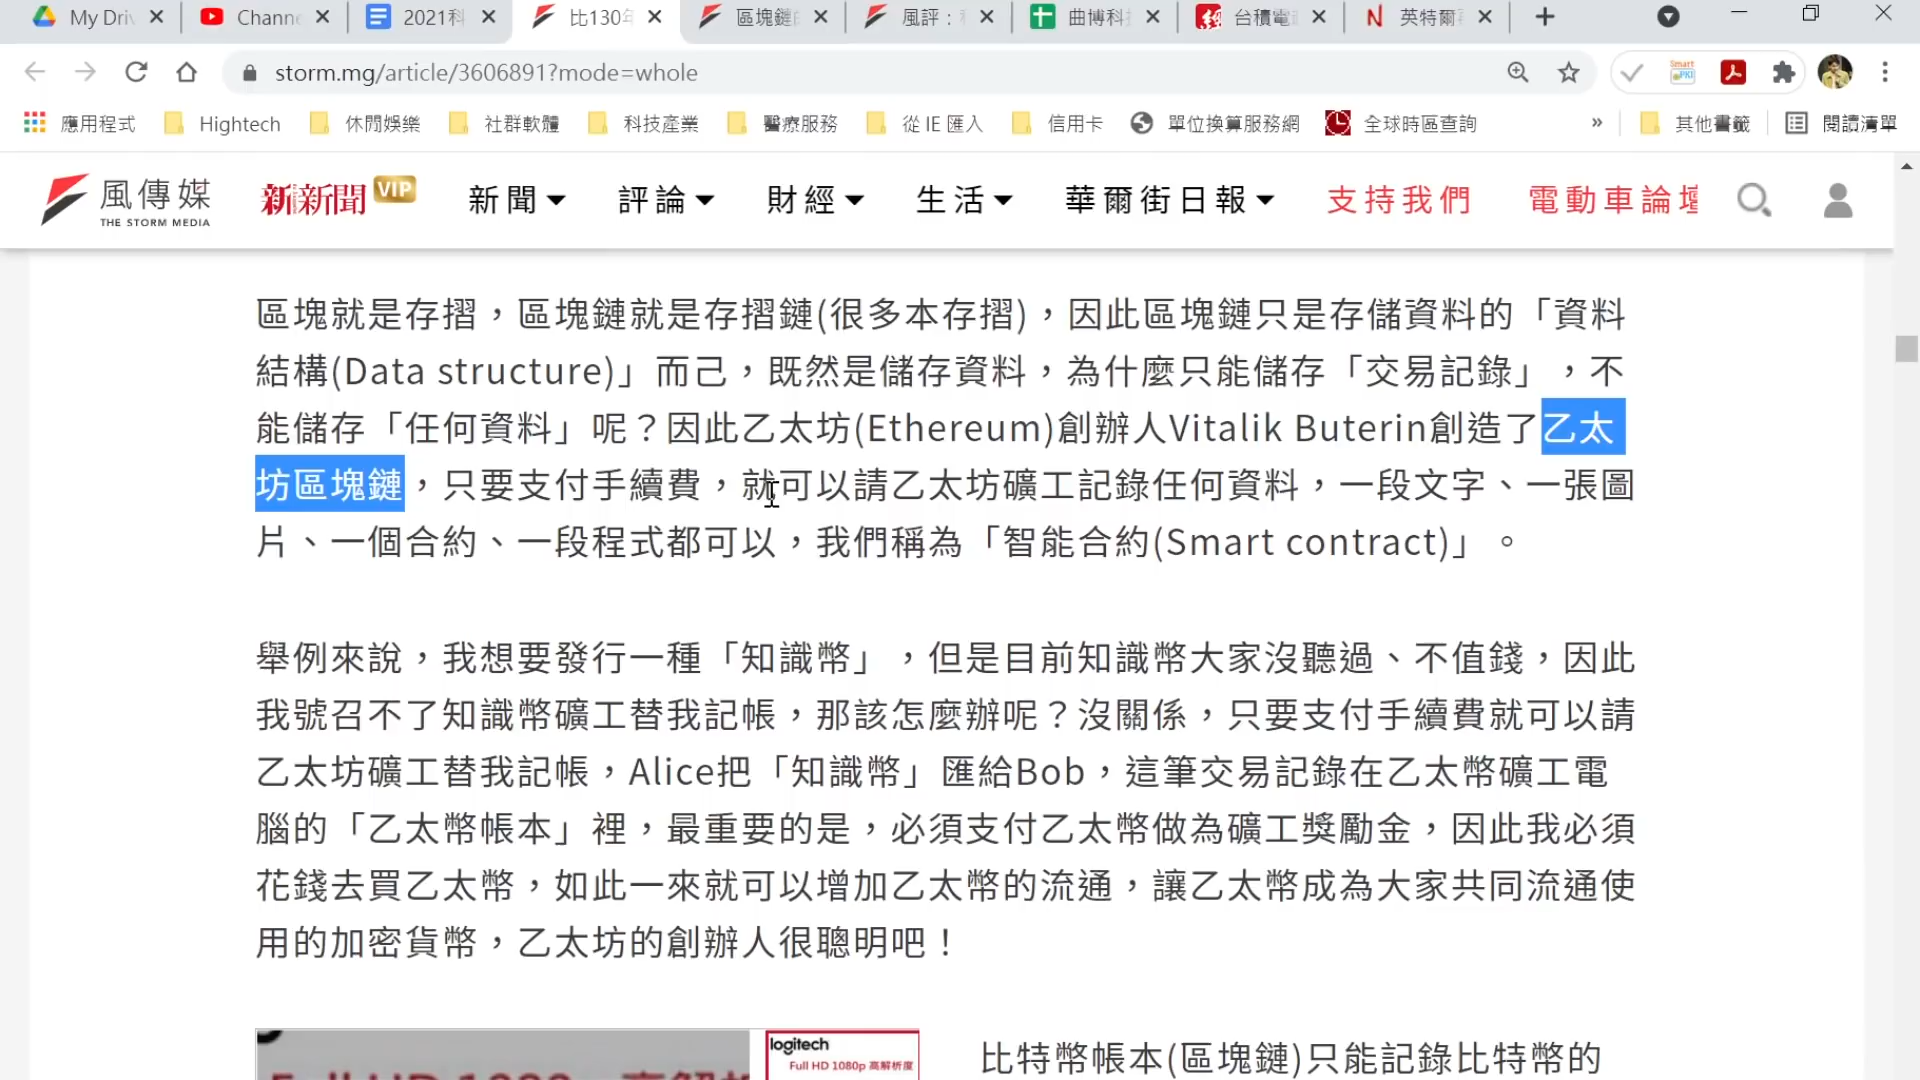 My Dri
Chann
2021科
比130年
區塊鏈
風評：
曲博科
台積電
英特爾
storm.mg/article/3606891?mode=whole
Smart
PKI
應用程式
Hightech
休閒娛樂
社群軟體
科技產業
醫療服務
從 IE 匯入
信用卡
單位換算服務網
全球時區查詢
»
其他書籤
閱讀清單
風傳媒
THE STORM MEDIA
新新聞 VIP
新聞
評論
財經
生活
華爾街日報
支持我們
電動車論壇
區塊就是存摺，區塊鏈就是存摺鏈(很多本存摺)，因此區塊鏈只是存儲資料的「資料
結構(Data structure)」而己，既然是儲存資料，為什麼只能儲存「交易記錄」，不
能儲存「任何資料」呢？因此乙太坊(Ethereum)創辦人Vitalik Buterin創造了乙太
坊區塊鏈，只要支付手續費，就可以請乙太坊礦工記錄任何資料，一段文字、一張圖
片、一個合約、一段程式都可以，我們稱為「智能合約(Smart contract)」。
舉例來說，我想要發行一種「知識幣」，但是目前知識幣大家沒聽過、不值錢，因此
我號召不了知識幣礦工替我記帳，那該怎麼辦呢？沒關係，只要支付手續費就可以請
乙太坊礦工替我記帳，Alice把「知識幣」匯給Bob，這筆交易記錄在乙太幣礦工電
腦的「乙太幣帳本」裡，最重要的是，必須支付乙太幣做為礦工獎勵金，因此我必須
花錢去買乙太幣，如此一來就可以增加乙太幣的流通，讓乙太幣成為大家共同流通使
用的加密貨幣，乙太坊的創辦人很聰明吧！
logitech
Full HD 1080p 高解析度
Full HD 1080p 高解析
比特幣帳本(區塊鏈)只能記錄比特幣的